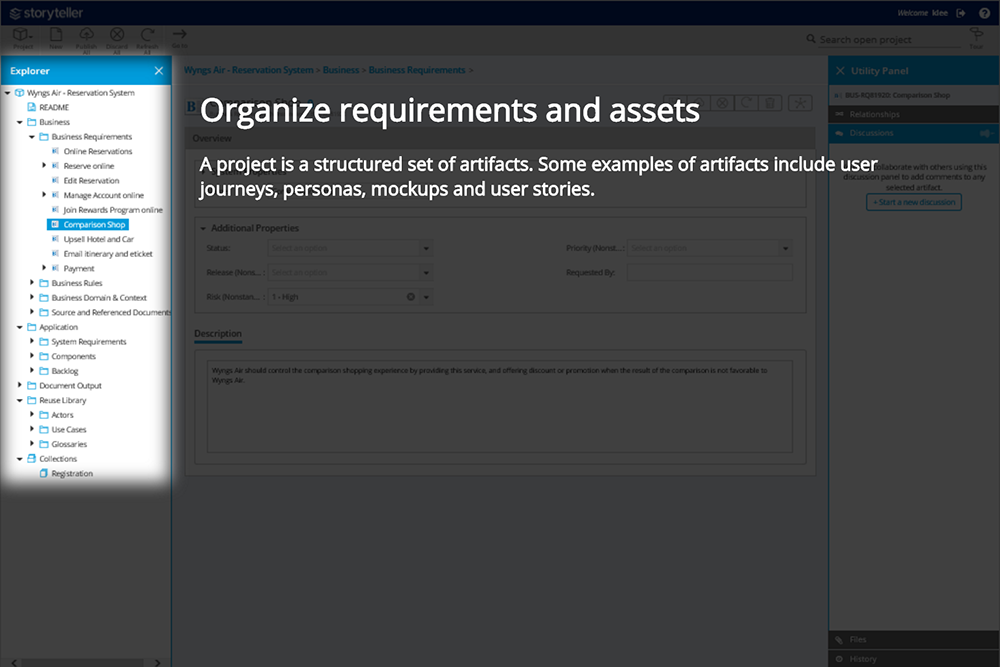 storyteller
Welcome klee
Project
New
Publish All
Discard All
Refresh All
Go to
Search open project
Tour
Explorer
Wyngs Air - Reservation System
README
Business
Business Requirements
Online Reservations
Reserve online
Edit Reservation
Manage Account online
Join Rewards Program online
Comparison Shop
Upsell Hotel and Car
Email itinerary and eticket
Payment
Business Rules
Business Domain & Context
Source and Referenced Documents
Application
System Requirements
Components
Backlog
Document Output
Reuse Library
Actors
Use Cases
Glossaries
Collections
Registration
Wyngs Air - Reservation System > Business > Business Requirements >
Organize requirements and assets
Overview
A project is a structured set of artifacts. Some examples of artifacts include user
journeys, personas, mockups and user stories.
Additional Properties
Status: Select an option
Priority (Nonst...: Select an option
Release (Nons...: Select an option
Requested By:
Risk (Nonstan...: 1 - High
Description
Wyngs Air should control the comparison shopping experience by providing this service, and offering discount or promotion when the result of the comparison is not favorable to
Wyngs Air.
Utility Panel
BUS-RQ81920: Comparison Shop
Relationships
Discussions
collaborate with others using this
discussion panel to add comments to any
selected artifact.
+ Start a new discussion
Files
History